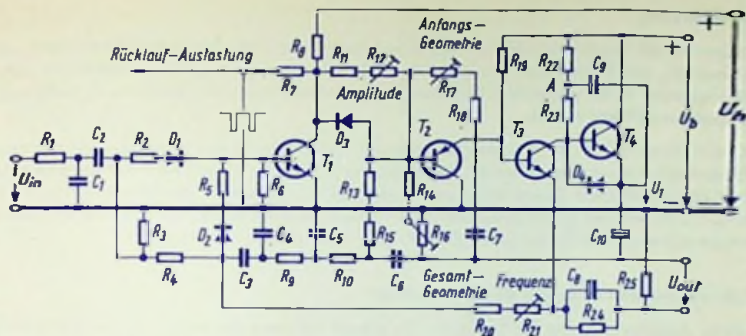 Anfangs-
Geometrie
Rücklauf-Austastung
Amplitude
R8
R7
R11
R12
R17
R18
R19
R22
C9
A
R23
R1
C2
R2
D1
C1
R5
R6
T1
D3
T2
R13
R14
T3
T4
D4
U1
Ub
Uin
R3
R4
D2
C3
C4
R9
C5
R10
R15
C6
R16
C7
C10
Gesamt-
Geometrie
Frequenz
C8
R20
R21
R24
R25
Uout